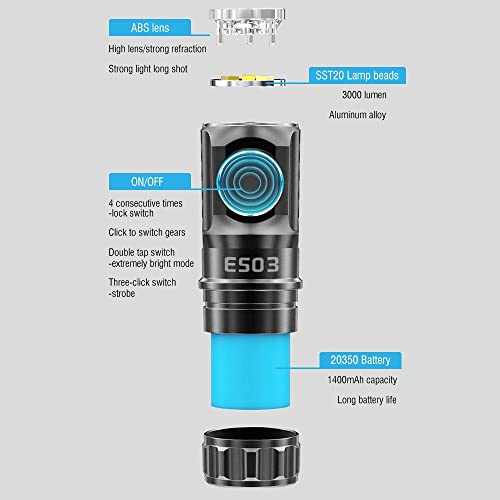 ABS lens
High lens/strong refraction
Strong light long shot
SST20 Lamp beads
3000 lumen
Aluminum alloy
ON/OFF
4 consecutive times
-lock switch
Click to switch gears
Double tap switch
-extremely bright mode
Three-click switch
-strobe
ES03
20350 Battery
1400mAh capacity
Long battery life